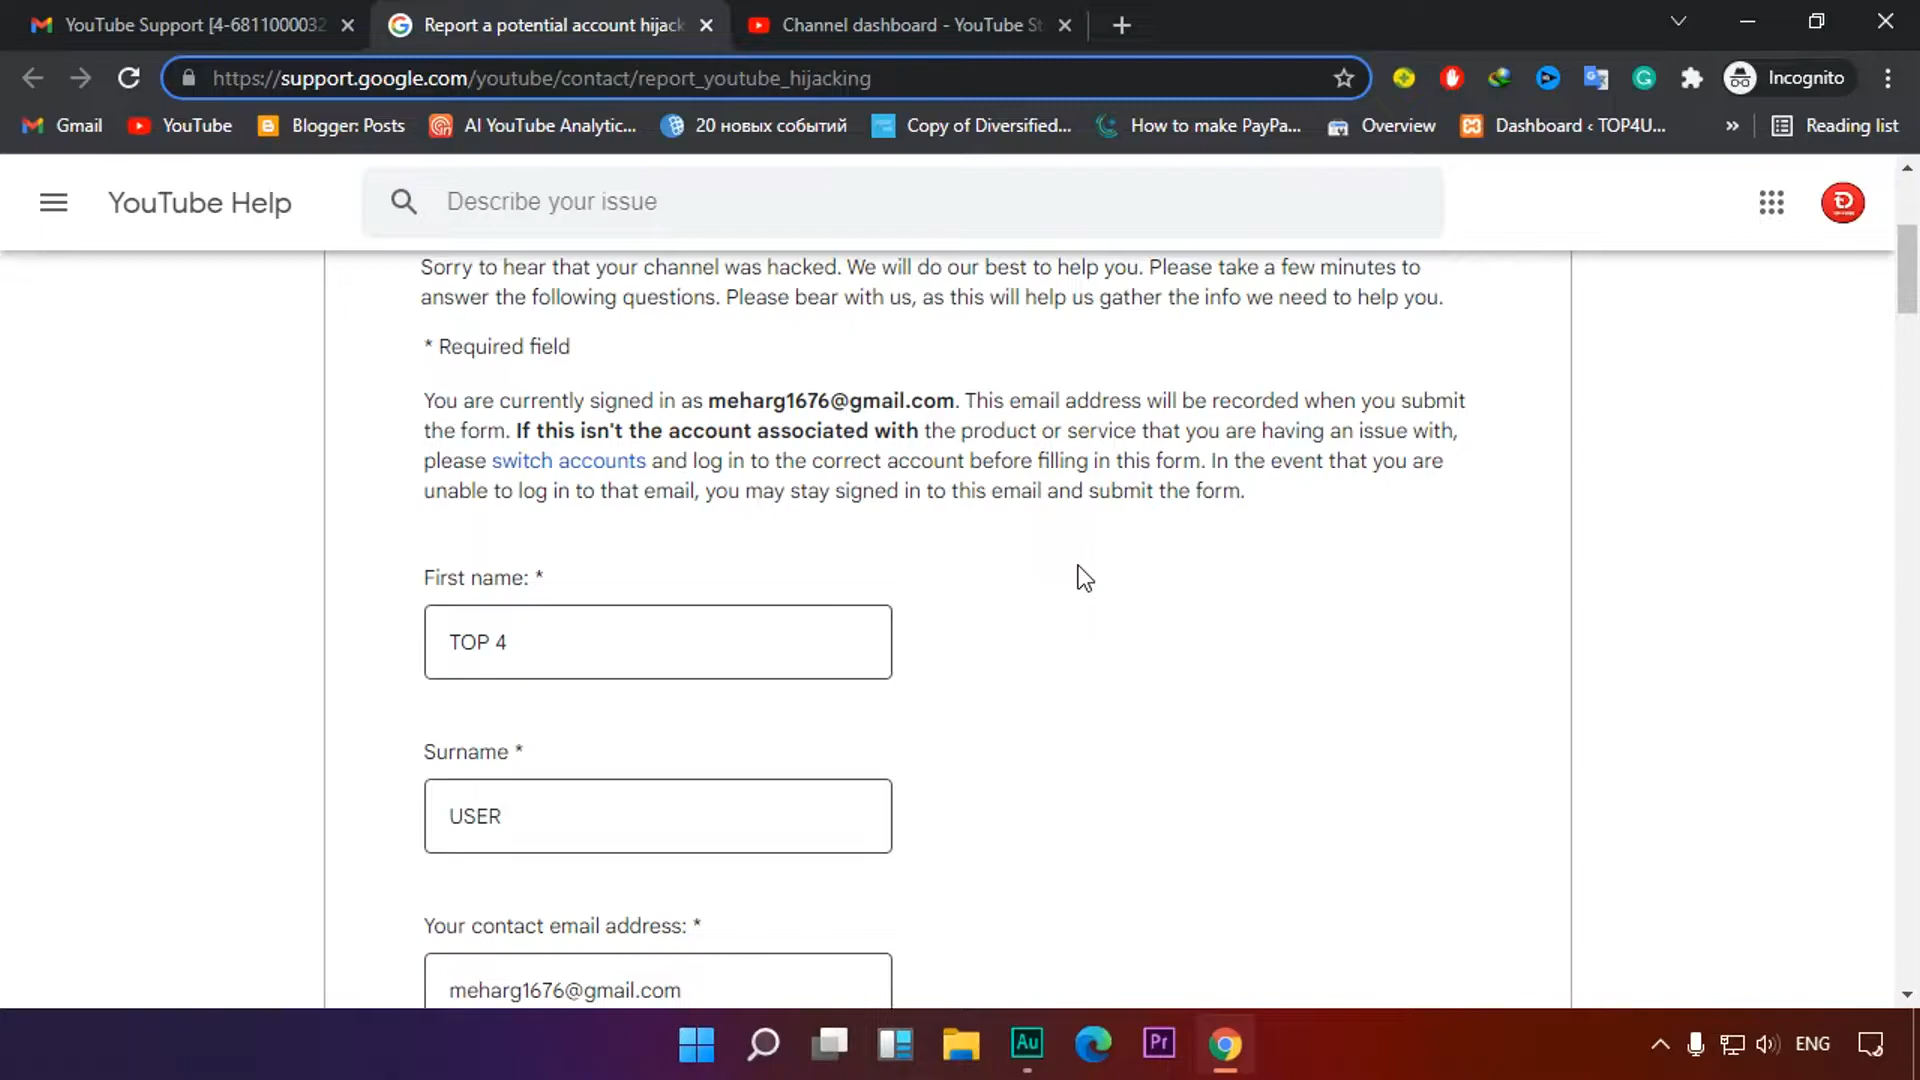 YouTube Support [4-6811000032
Report a potential account hijack
Channel dashboard - YouTube St
https://support.google.com/youtube/contact/report_youtube_hijacking
Incognito
Gmail
YouTube
Blogger: Posts
AI YouTube Analytic...
20 новых событий
Copy of Diversified...
How to make PayPa...
Overview
Dashboard ‹ TOP4U...
»
Reading list
YouTube Help
Describe your issue
Sorry to hear that your channel was hacked. We will do our best to help you. Please take a few minutes to
answer the following questions. Please bear with us, as this will help us gather the info we need to help you.
* Required field
You are currently signed in as meharg1676@gmail.com. This email address will be recorded when you submit
the form. If this isn't the account associated with the product or service that you are having an issue with,
please switch accounts and log in to the correct account before filling in this form. In the event that you are
unable to log in to that email, you may stay signed in to this email and submit the form.
First name: *
TOP 4
Surname *
USER
Your contact email address: *
meharg1676@gmail.com
Au
Pr
ENG